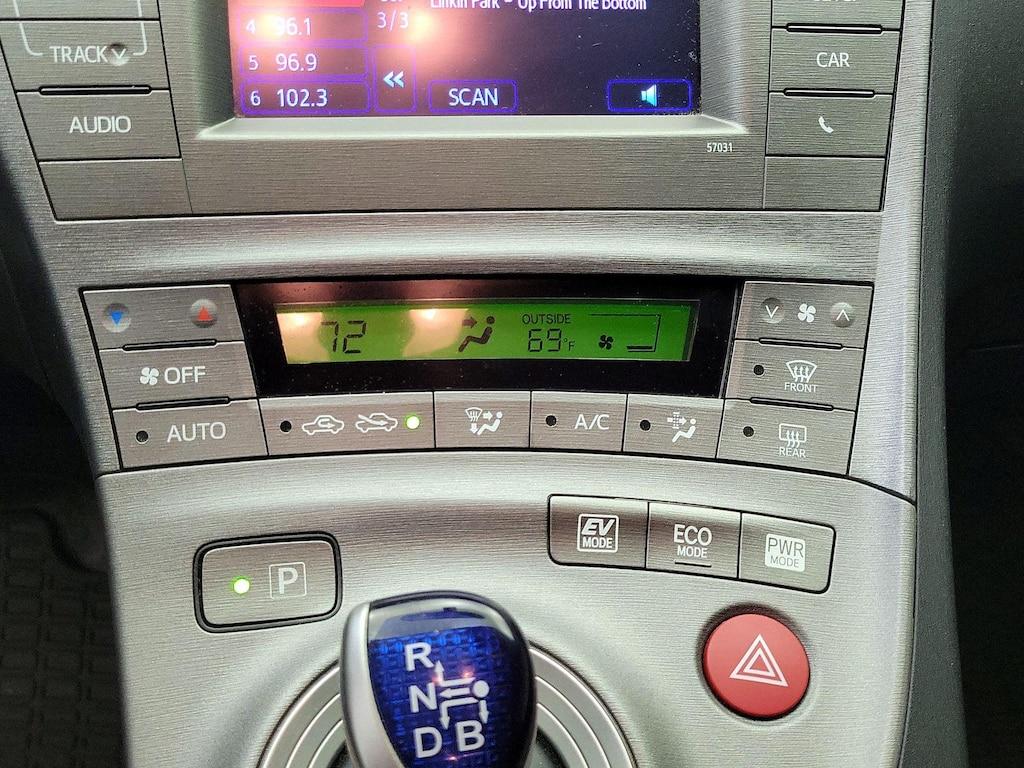 Linkin Park - Up From The Bottom
4 96.1
3/3
5 96.9
6 102.3
SCAN
TRACK
AUDIO
CAR
57031
72
OUTSIDE
69°F
OFF
AUTO
A/C
FRONT
REAR
EV
MODE
ECO
MODE
PWR
MODE
P
R
N
D B